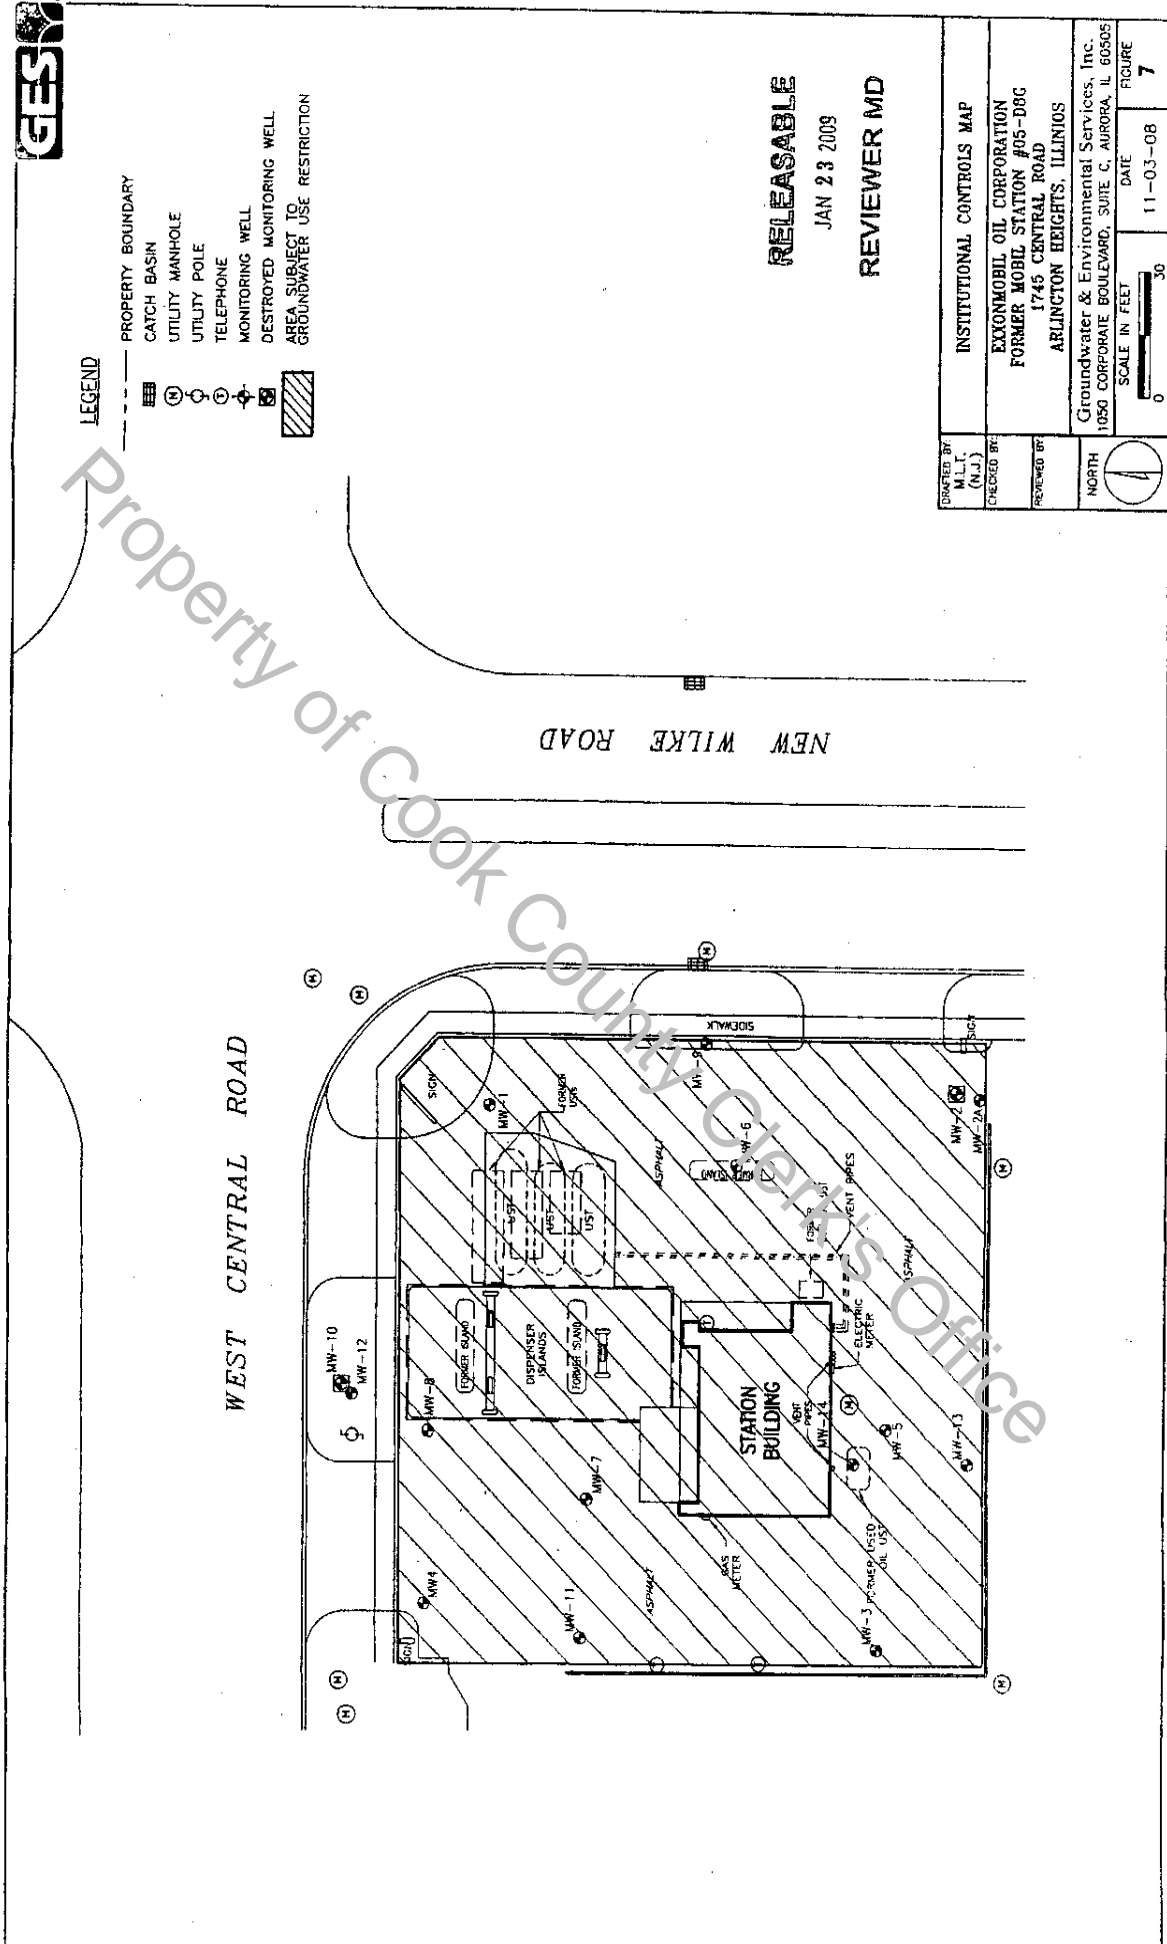 GES
LEGEND
PROPERTY BOUNDARY
CATCH BASIN
UTILITY MANHOLE
UTILITY POLE
TELEPHONE
MONITORING WELL
DESTROYED MONITORING WELL
AREA SUBJECT TO
GROUNDWATER USE RESTRICTION
M
T
RELEASABLE
JAN 23 2009
REVIEWER MD
WEST CENTRAL ROAD
NEW WILKE ROAD
M
M
M
M
MW-10
MW-12
SIGN
MW4
MW-8
SIGN
MW-1
FORMER
USTS
UST
UST
UST
FORMER ISLAND
DISPENSER
ISLANDS
FORMER ISLAND
MW-11
MW-7
ASPHALT
ASPHALT
MW-9
SIDEWALK
M
MW-6
T
T
T
GAS
METER
STATION
BUILDING
VENT
PIPES
MW-14
M
ELECTRIC
METER
VENT PIPES
ASPHALT
MW-3
FORMER USED
OIL UST
MW-5
MW-13
MW-2
MW-2A
SIGN
M
M
DRAFTED BY:
M.L.T.
(N.J.)
CHECKED BY:
REVIEWED BY:
NORTH
INSTITUTIONAL CONTROLS MAP
EXXONMOBIL OIL CORPORATION
FORMER MOBIL STATION #05-D8G
1745 CENTRAL ROAD
ARLINGTON HEIGHTS, ILLINIOS
Groundwater & Environmental Services, Inc.
1050 CORPORATE BOULEVARD, SUITE C, AURORA, IL 60505
SCALE IN FEET
0 30
DATE
11-03-08
FIGURE
7
Property of Cook County Clerk's Office